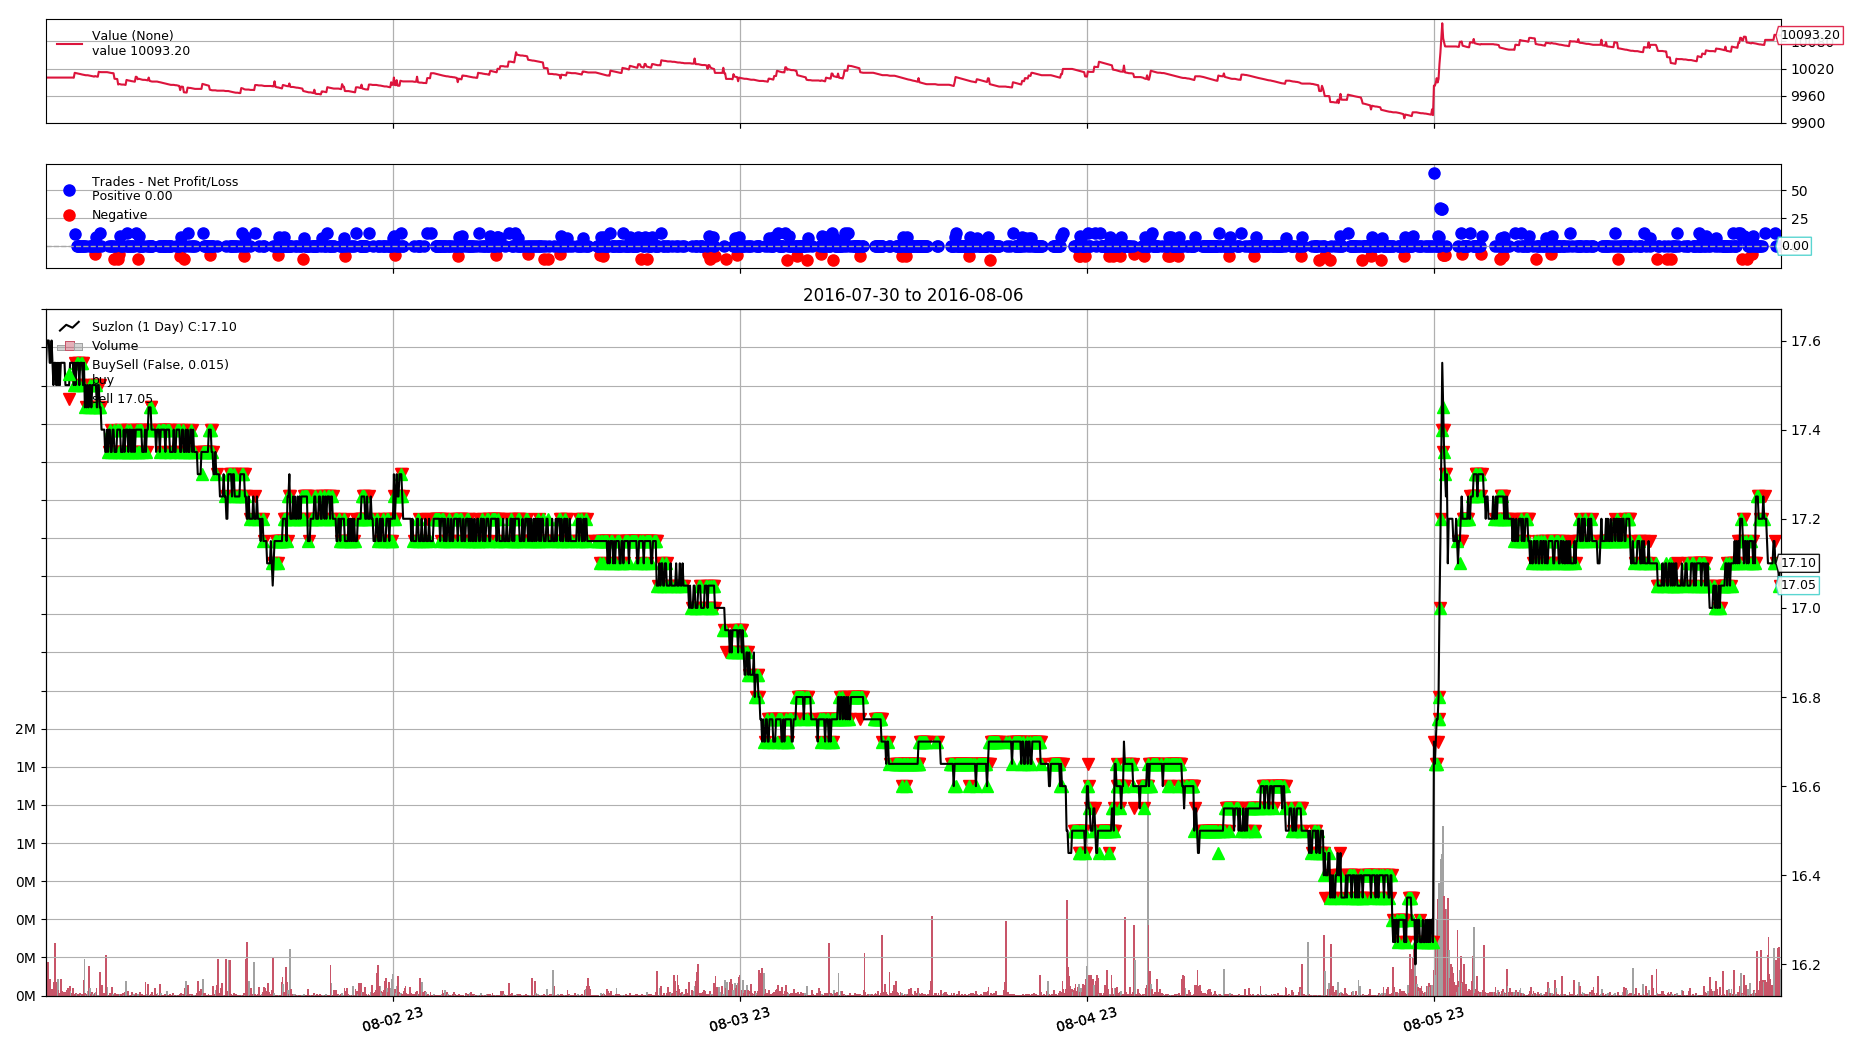 Value (None)
value 10093.20
10093.20
10020
9960
9900
Trades - Net Profit/Loss
Positive 0.00
Negative
50
25
0.00
2016-07-30 to 2016-08-06
Suzlon (1 Day) C:17.10
Volume
BuySell (False, 0.015)
buy
sell 17.05
17.6
17.4
17.2
17.10
17.05
17.0
16.8
16.6
16.4
16.2
2M
1M
1M
1M
0M
0M
0M
0M
08-02 23
08-03 23
08-04 23
08-05 23